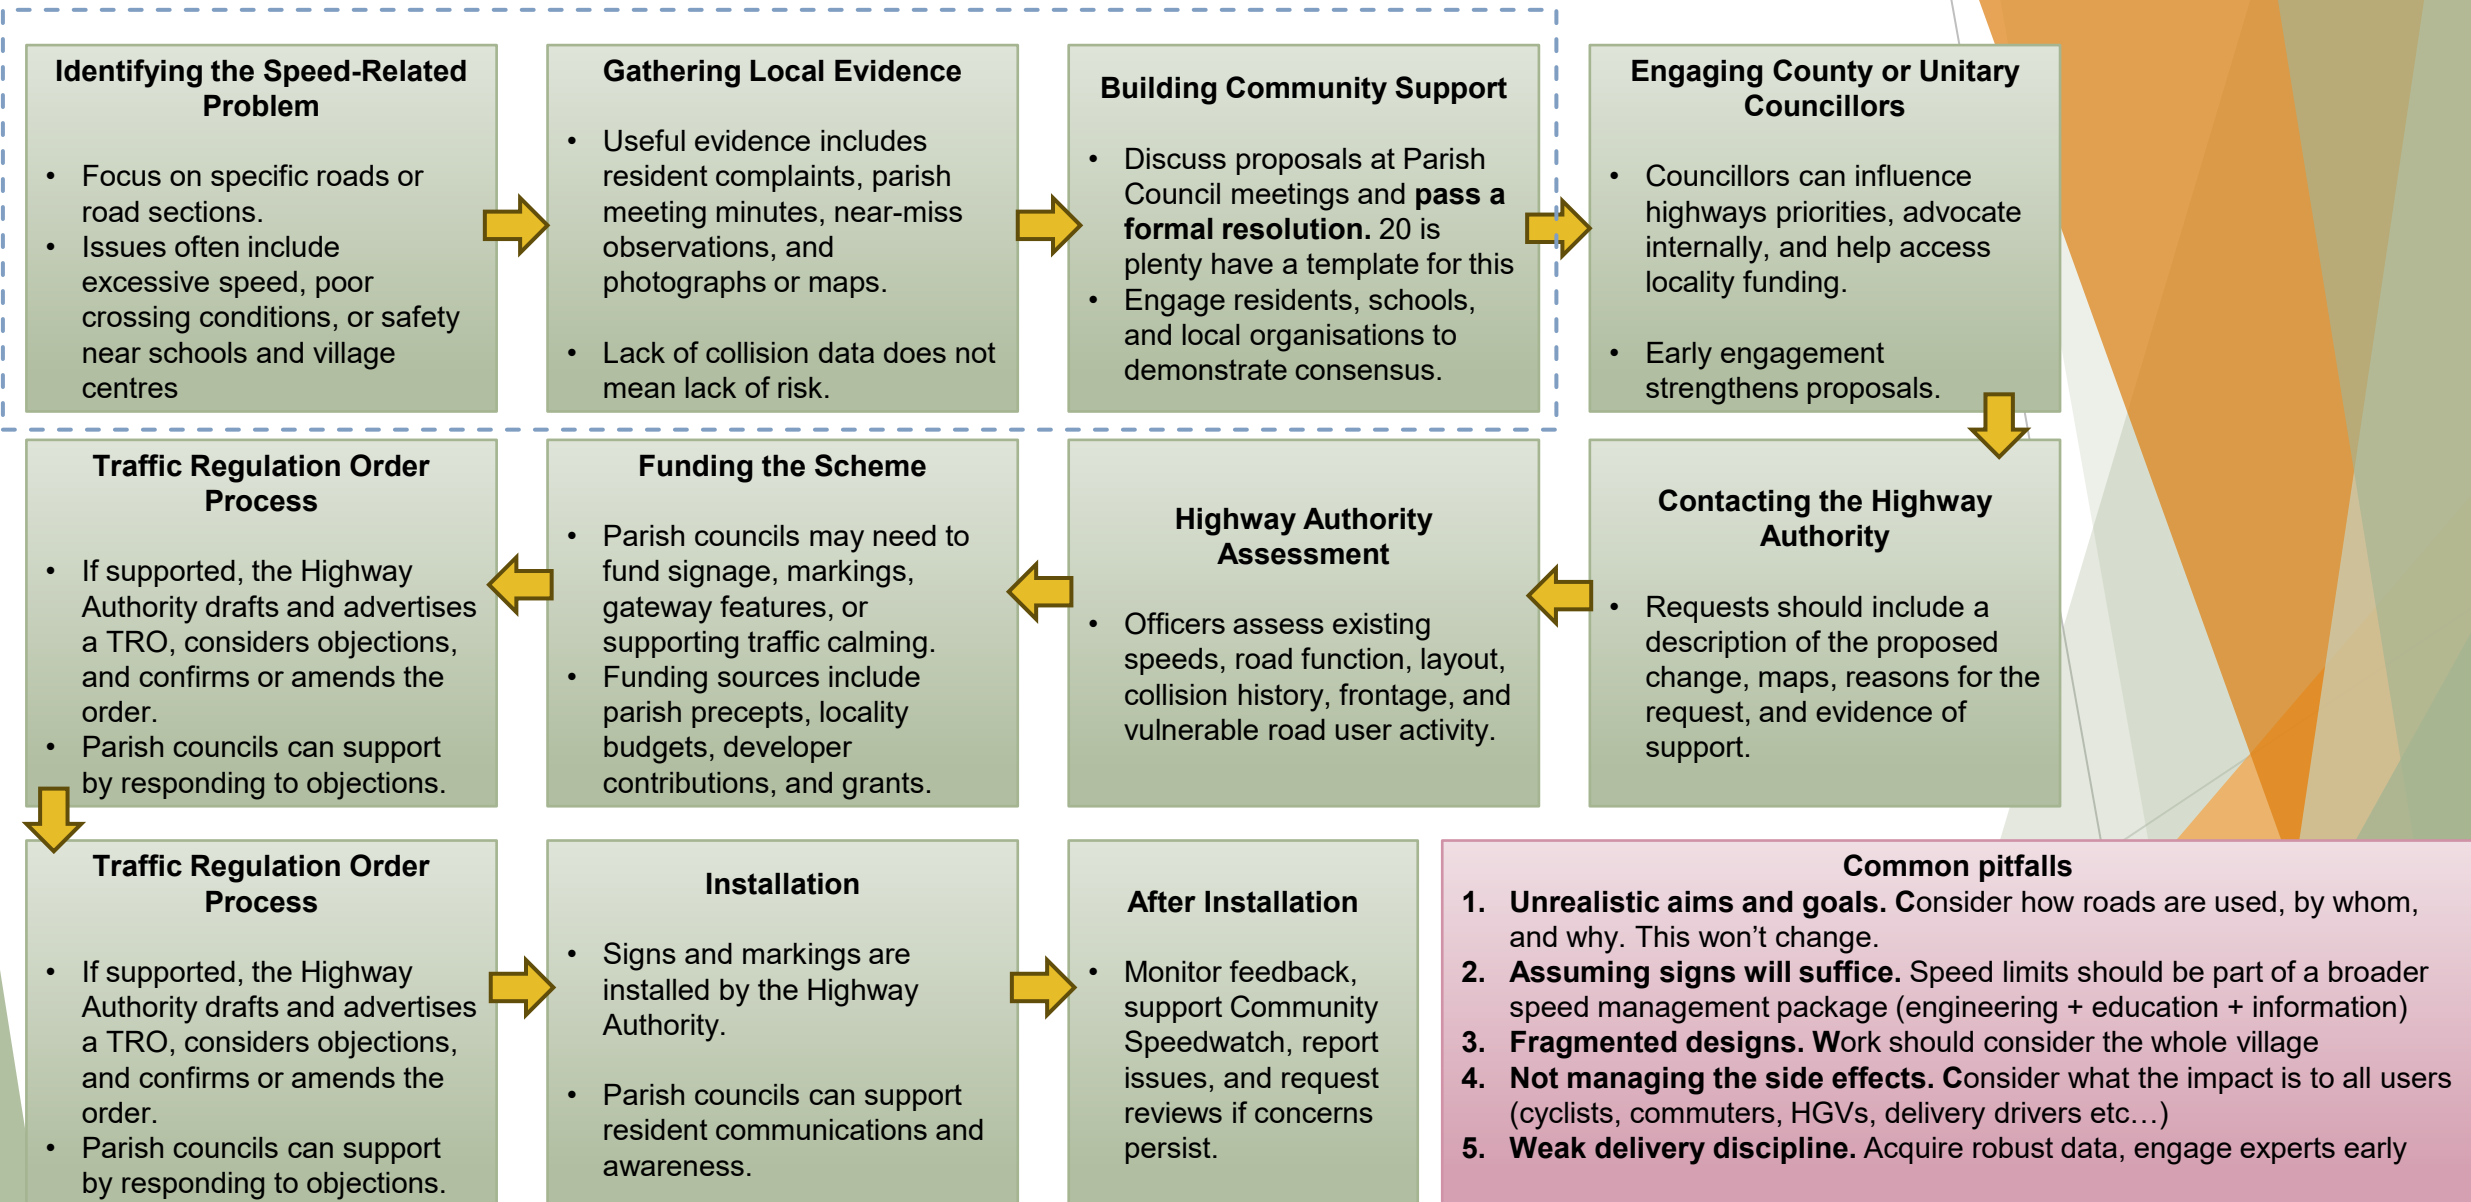 Identifying the Speed-Related
Problem
• Focus on specific roads or
road sections.
• Issues often include
excessive speed, poor
crossing conditions, or safety
near schools and village
centres
Gathering Local Evidence
• Useful evidence includes
resident complaints, parish
meeting minutes, near-miss
observations, and
photographs or maps.
• Lack of collision data does not
mean lack of risk.
Building Community Support
• Discuss proposals at Parish
Council meetings and pass a
formal resolution. 20 is
plenty have a template for this
• Engage residents, schools,
and local organisations to
demonstrate consensus.
Engaging County or Unitary
Councillors
• Councillors can influence
highways priorities, advocate
internally, and help access
locality funding.
• Early engagement
strengthens proposals.
Contacting the Highway
Authority
• Requests should include a
description of the proposed
change, maps, reasons for the
request, and evidence of
support.
Highway Authority
Assessment
• Officers assess existing
speeds, road function, layout,
collision history, frontage, and
vulnerable road user activity.
Funding the Scheme
• Parish councils may need to
fund signage, markings,
gateway features, or
supporting traffic calming.
• Funding sources include
parish precepts, locality
budgets, developer
contributions, and grants.
Traffic Regulation Order
Process
• If supported, the Highway
Authority drafts and advertises
a TRO, considers objections,
and confirms or amends the
order.
• Parish councils can support
by responding to objections.
Traffic Regulation Order
Process
• If supported, the Highway
Authority drafts and advertises
a TRO, considers objections,
and confirms or amends the
order.
• Parish councils can support
by responding to objections.
Installation
• Signs and markings are
installed by the Highway
Authority.
• Parish councils can support
resident communications and
awareness.
After Installation
• Monitor feedback,
support Community
Speedwatch, report
issues, and request
reviews if concerns
persist.
Common pitfalls
1. Unrealistic aims and goals. Consider how roads are used, by whom,
and why. This won’t change.
2. Assuming signs will suffice. Speed limits should be part of a broader
speed management package (engineering + education + information)
3. Fragmented designs. Work should consider the whole village
4. Not managing the side effects. Consider what the impact is to all users
(cyclists, commuters, HGVs, delivery drivers etc…)
5. Weak delivery discipline. Acquire robust data, engage experts early